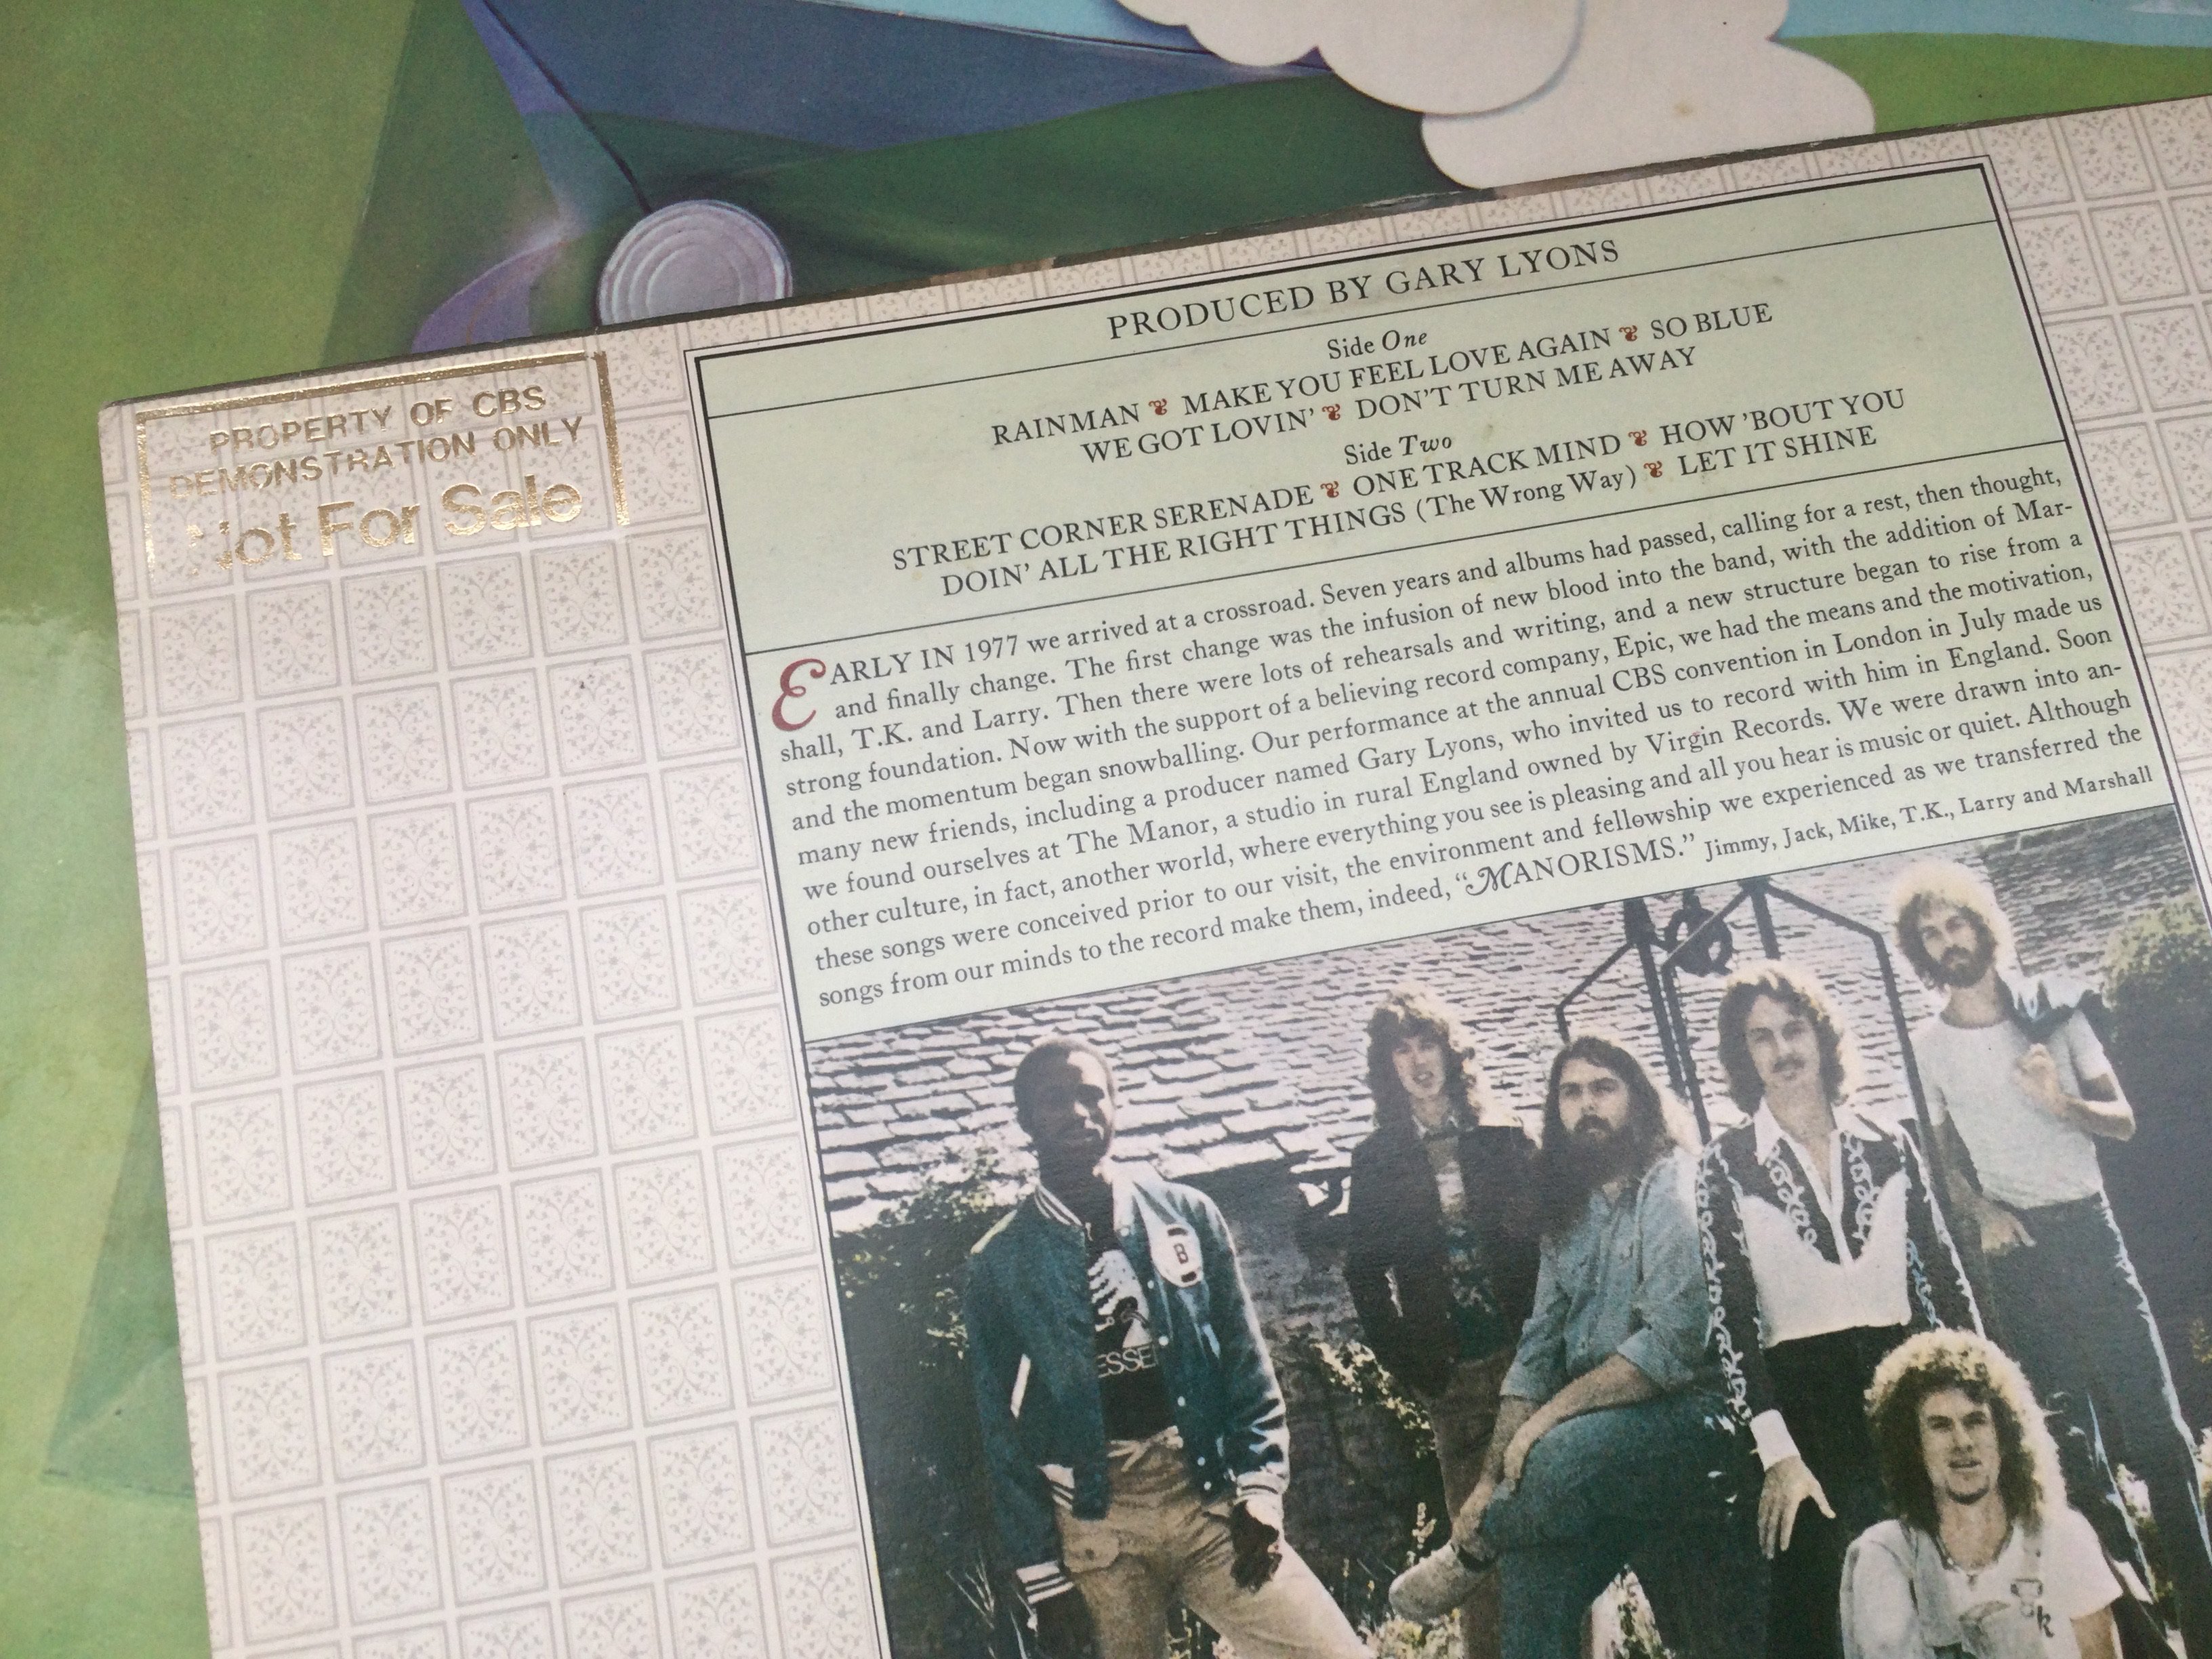 PROPERTY OF CBS
DEMONSTRATION ONLY
Not For Sale
PRODUCED BY GARY LYONS
Side One
RAINMAN ❦ MAKE YOU FEEL LOVE AGAIN ❦ SO BLUE
WE GOT LOVIN' ❦ DON'T TURN ME AWAY
Side Two
STREET CORNER SERENADE ❦ ONE TRACK MIND ❦ HOW 'BOUT YOU
DOIN' ALL THE RIGHT THINGS (The Wrong Way) ❦ LET IT SHINE
EARLY IN 1977 we arrived at a crossroad. Seven years and albums had passed, calling for a rest, then thought,
and finally change. The first change was the infusion of new blood into the band, with the addition of Mar-
shall, T.K. and Larry. Then there were lots of rehearsals and writing, and a new structure began to rise from a
strong foundation. Now with the support of a believing record company, Epic, we had the means and the motivation,
and the momentum began snowballing. Our performance at the annual CBS convention in London in July made us
many new friends, including a producer named Gary Lyons, who invited us to record with him in England. Soon
we found ourselves at The Manor, a studio in rural England owned by Virgin Records. We were drawn into an-
other culture, in fact, another world, where everything you see is pleasing and all you hear is music or quiet. Although
these songs were conceived prior to our visit, the environment and fellowship we experienced as we transferred the
songs from our minds to the record make them, indeed, “MANORISMS.” Jimmy, Jack, Mike, T.K., Larry and Marshall
B
ESSE
k